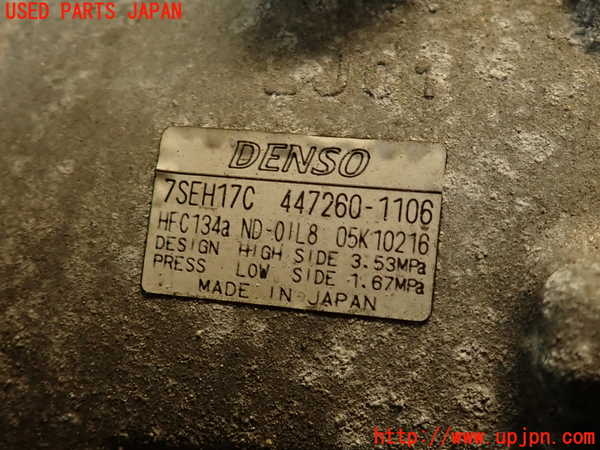 USED PARTS JAPAN
DENSO
7SEH17C 447260-1106
HFC134a ND-OIL8 05K10216
DESIGN HIGH SIDE 3.53MPa
PRESS LOW SIDE 1.67MPa
MADE IN JAPAN
http://www.upjpn.com/